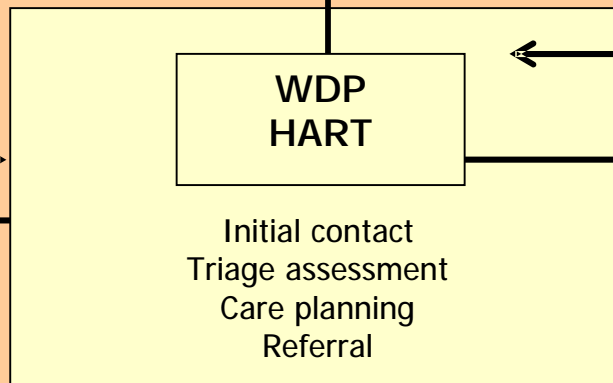 WDP
HART
Initial contact
Triage assessment
Care planning
Referral